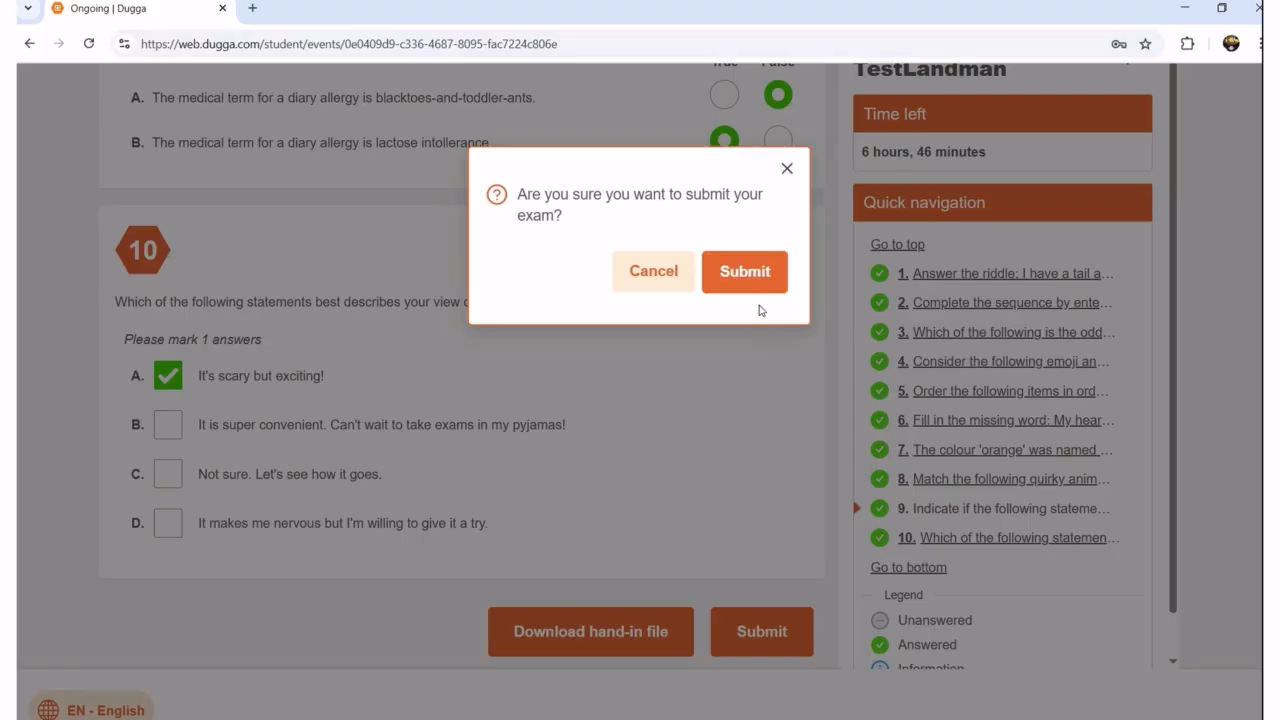 Ongoing | Dugga
https://web.dugga.com/student/events/0e0409d9-c336-4687-8095-fac7224c806e
True False
A. The medical term for a diary allergy is blacktoes-and-toddler-ants.
B. The medical term for a diary allergy is lactose intollerance.
10
Which of the following statements best describes your view o
Please mark 1 answers
A. It's scary but exciting!
B. It is super convenient. Can't wait to take exams in my pyjamas!
C. Not sure. Let's see how it goes.
D. It makes me nervous but I'm willing to give it a try.
Download hand-in file
Submit
EN - English
Are you sure you want to submit your
exam?
Cancel
Submit
TestLandman
Time left
6 hours, 46 minutes
Quick navigation
Go to top
1. Answer the riddle: I have a tail a...
2. Complete the sequence by ente...
3. Which of the following is the odd...
4. Consider the following emoji an...
5. Order the following items in ord...
6. Fill in the missing word: My hear...
7. The colour 'orange' was named ...
8. Match the following quirky anim...
9. Indicate if the following stateme...
10. Which of the following statemen...
Go to bottom
Legend
Unanswered
Answered
Information